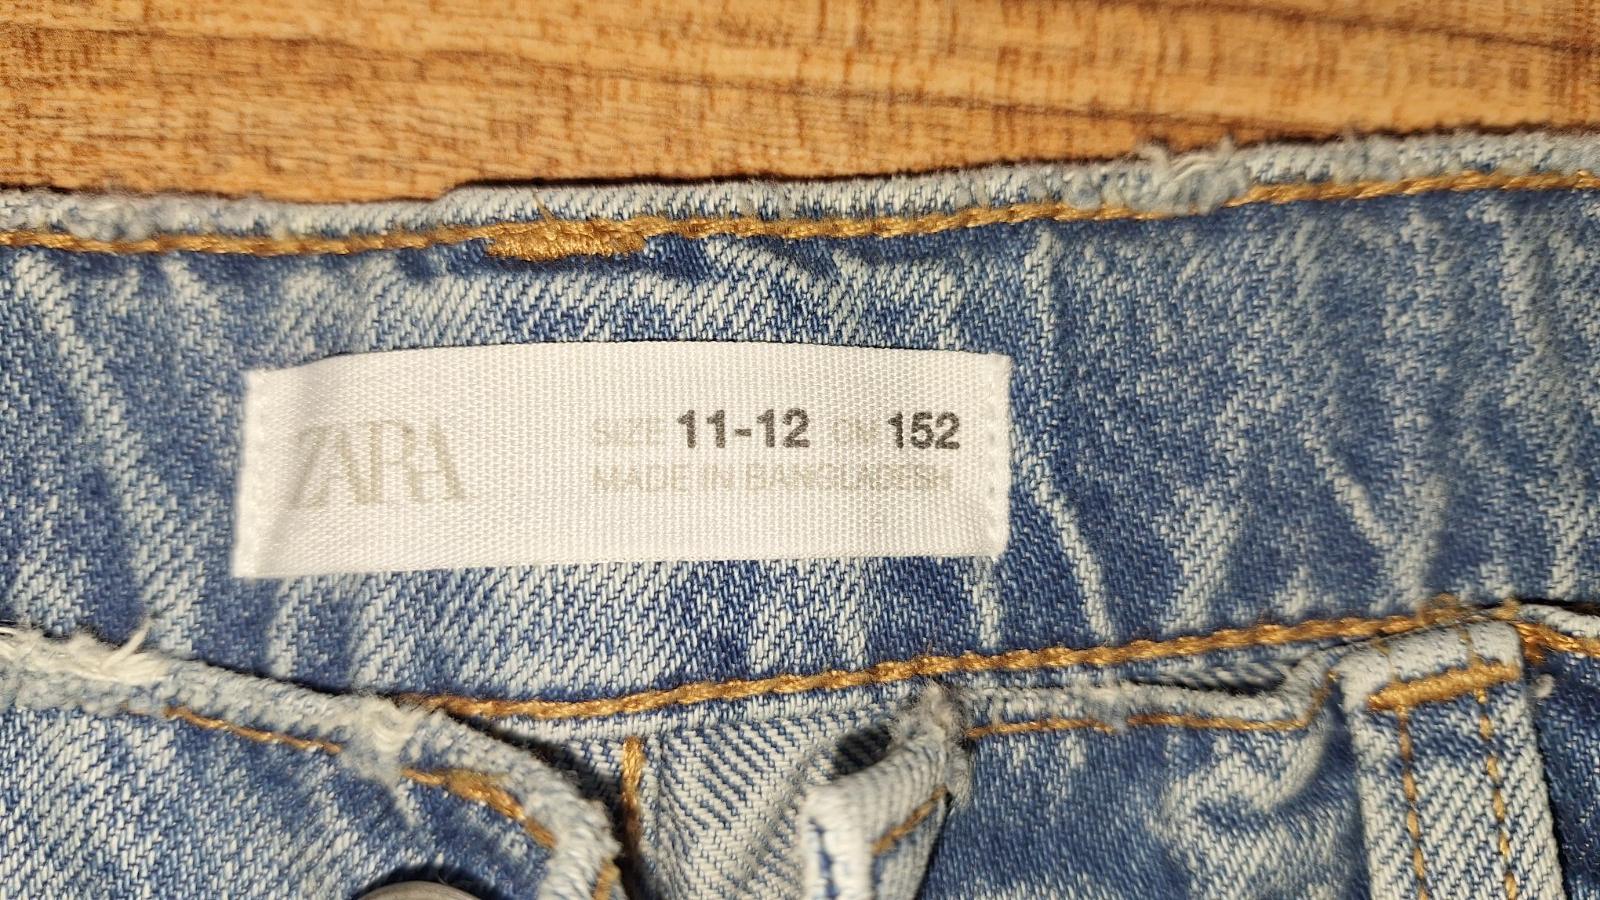 ZARA
SIZE 11-12 CM 152
MADE IN BANGLADESH